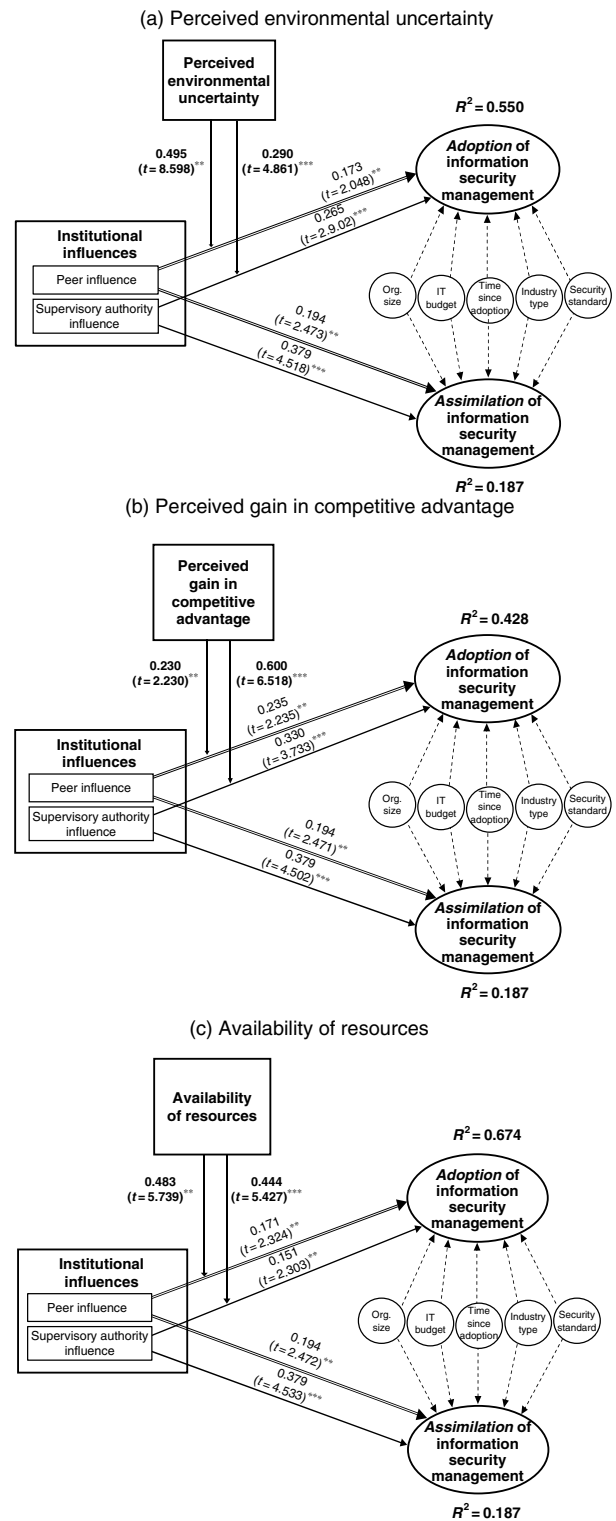 (a) Perceived environmental uncertainty
Perceived
environmental
uncertainty
R² = 0.550
Adoption of
information
security
management
0.495
(t = 8.598)**
0.290
(t = 4.861)***
0.173
(t = 2.048)**
0.265
(t = 2.9.02)***
Institutional
influences
Peer influence
Supervisory authority
influence
Org.
size
IT
budget
Time
since
adoption
Industry
type
Security
standard
0.194
(t = 2.473)**
0.379
(t = 4.518)***
Assimilation of
information
security
management
R² = 0.187
(b) Perceived gain in competitive advantage
Perceived
gain in
competitive
advantage
R² = 0.428
Adoption of
information
security
management
0.230
(t = 2.230)**
0.600
(t = 6.518)***
0.235
(t = 2.235)**
0.330
(t = 3.733)***
Institutional
influences
Peer influence
Supervisory authority
influence
Org.
size
IT
budget
Time
since
adoption
Industry
type
Security
standard
0.194
(t = 2.471)**
0.379
(t = 4.502)***
Assimilation of
information
security
management
R² = 0.187
(c) Availability of resources
Availability
of resources
R² = 0.674
Adoption of
information
security
management
0.483
(t = 5.739)**
0.444
(t = 5.427)***
0.171
(t = 2.324)**
0.151
(t = 2.303)**
Institutional
influences
Peer influence
Supervisory authority
influence
Org.
size
IT
budget
Time
since
adoption
Industry
type
Security
standard
0.194
(t = 2.472)**
0.379
(t = 4.533)***
Assimilation of
information
security
management
R² = 0.187